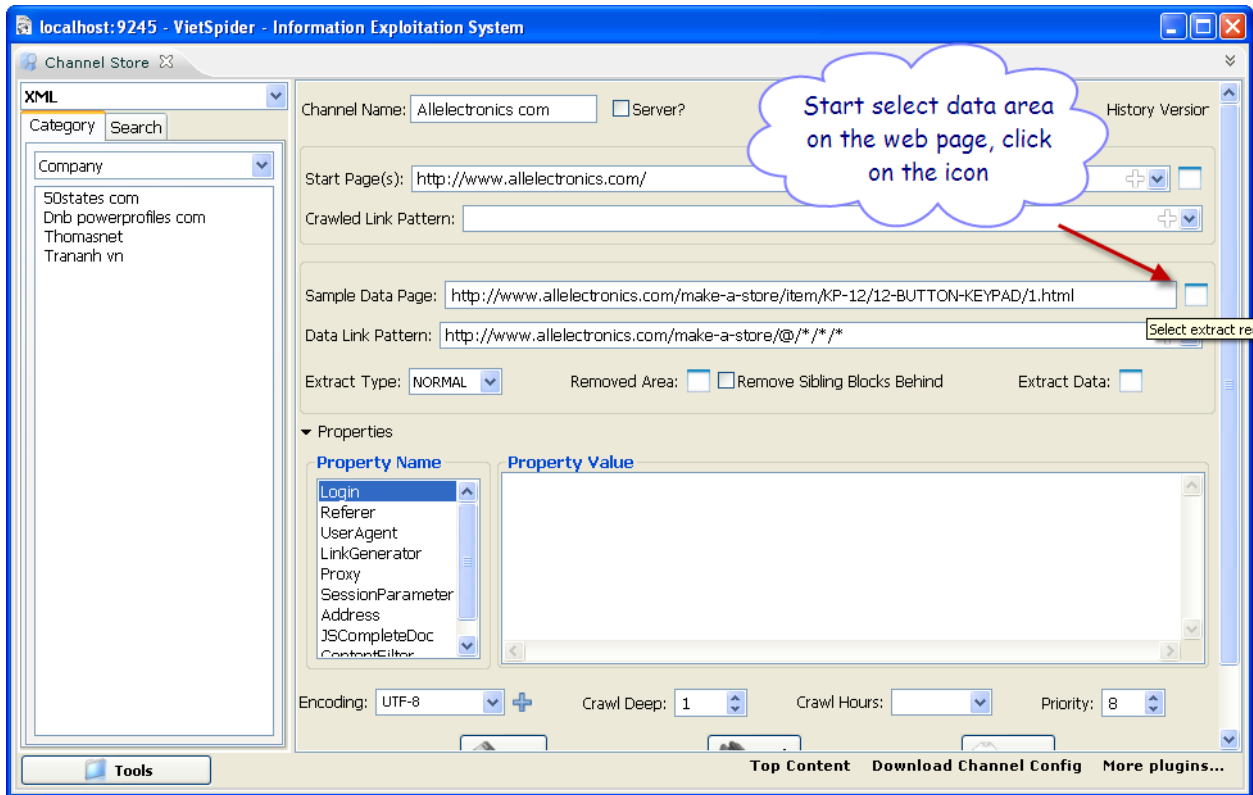 localhost:9245 - VietSpider - Information Exploitation System
Channel Store
XML
Category Search
Company
50states com
Dnb powerprofiles com
Thomasnet
Trananh vn
Channel Name: Allelectronics com Server? History Version
Start select data area
on the web page, click
on the icon
Start Page(s): http://www.allelectronics.com/
Crawled Link Pattern:
Sample Data Page: http://www.allelectronics.com/make-a-store/item/KP-12/12-BUTTON-KEYPAD/1.html
Select extract re
Data Link Pattern: http://www.allelectronics.com/make-a-store/@/*/*/*
Extract Type: NORMAL Removed Area: Remove Sibling Blocks Behind Extract Data:
Properties
Property Name Property Value
Login
Referer
UserAgent
LinkGenerator
Proxy
SessionParameter
Address
JSCompleteDoc
ContentFilter
Encoding: UTF-8 Crawl Deep: 1 Crawl Hours: Priority: 8
Tools Top Content Download Channel Config More plugins...